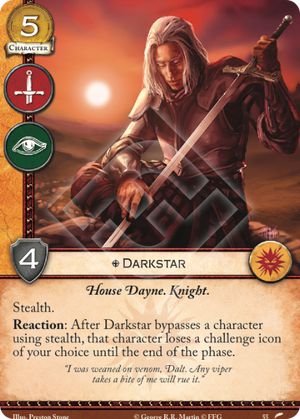 5
CHARACTER
4
DARKSTAR
House Dayne. Knight.
Stealth.
Reaction: After Darkstar bypasses a character
using stealth, that character loses a challenge icon
of your choice until the end of the phase.
"I was weaned on venom, Dalt. Any viper
takes a bite of me will rue it."
Illus. Preston Stone © George R.R. Martin © FFG 55